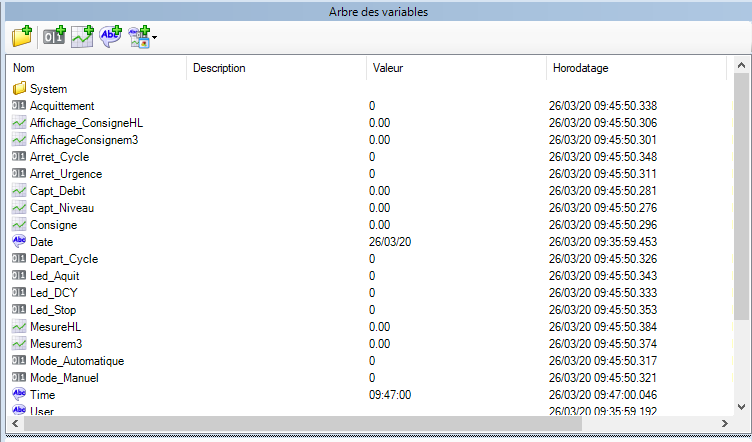 Arbre des variables
Nom Description Valeur Horodatage
System
Acquittement 0 26/03/20 09:45:50.338
Affichage_ConsigneHL 0.00 26/03/20 09:45:50.306
AffichageConsignem3 0.00 26/03/20 09:45:50.301
Arret_Cycle 0 26/03/20 09:45:50.348
Arret_Urgence 0 26/03/20 09:45:50.311
Capt_Debit 0.00 26/03/20 09:45:50.281
Capt_Niveau 0.00 26/03/20 09:45:50.276
Consigne 0.00 26/03/20 09:45:50.296
Date 26/03/20 26/03/20 09:35:59.453
Depart_Cycle 0 26/03/20 09:45:50.326
Led_Aquit 0 26/03/20 09:45:50.343
Led_DCY 0 26/03/20 09:45:50.333
Led_Stop 0 26/03/20 09:45:50.353
MesureHL 0.00 26/03/20 09:45:50.384
Mesurem3 0.00 26/03/20 09:45:50.374
Mode_Automatique 0 26/03/20 09:45:50.317
Mode_Manuel 0 26/03/20 09:45:50.321
Time 09:47:00 26/03/20 09:47:00.046
User 26/03/20 09:35:59.192